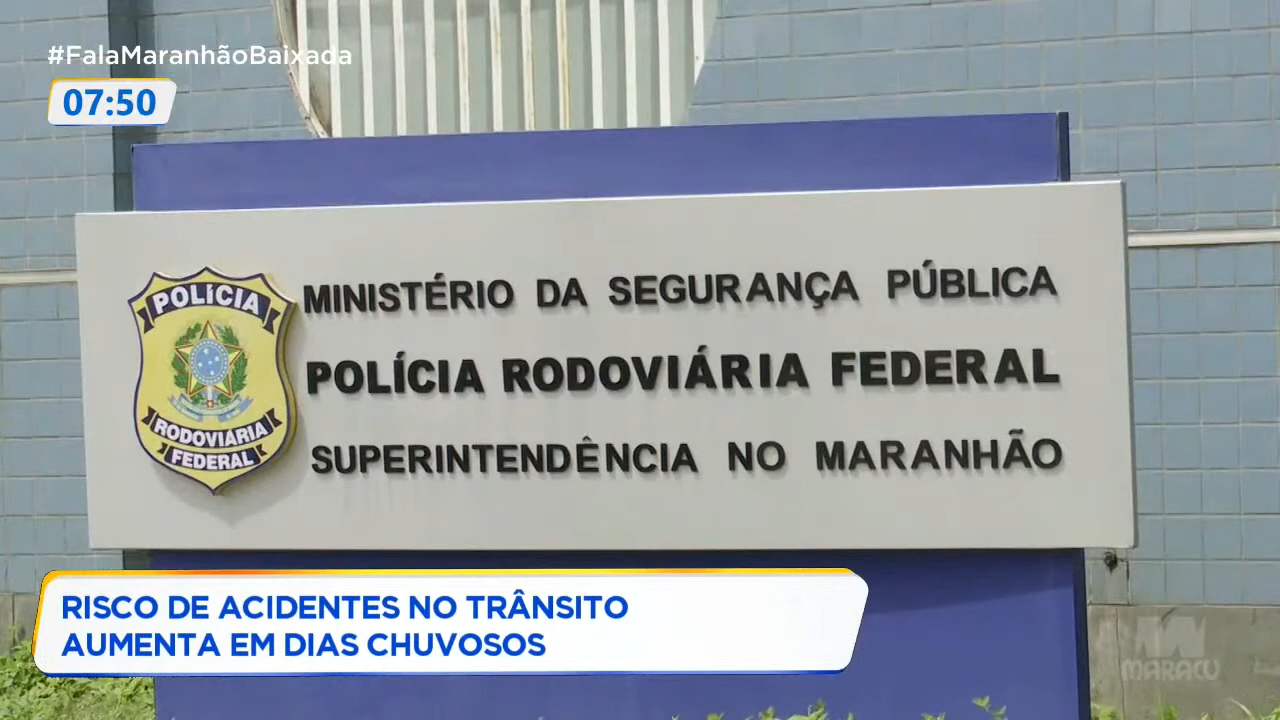 #FalaMaranhãoBaixada
07:50
MINISTÉRIO DA SEGURANÇA PÚBLICA
POLÍCIA RODOVIÁRIA FEDERAL
SUPERINTENDÊNCIA NO MARANHÃO
POLÍCIA
RODOVIÁRIA
FEDERAL
RISCO DE ACIDENTES NO TRÂNSITO
AUMENTA EM DIAS CHUVOSOS
MARACU